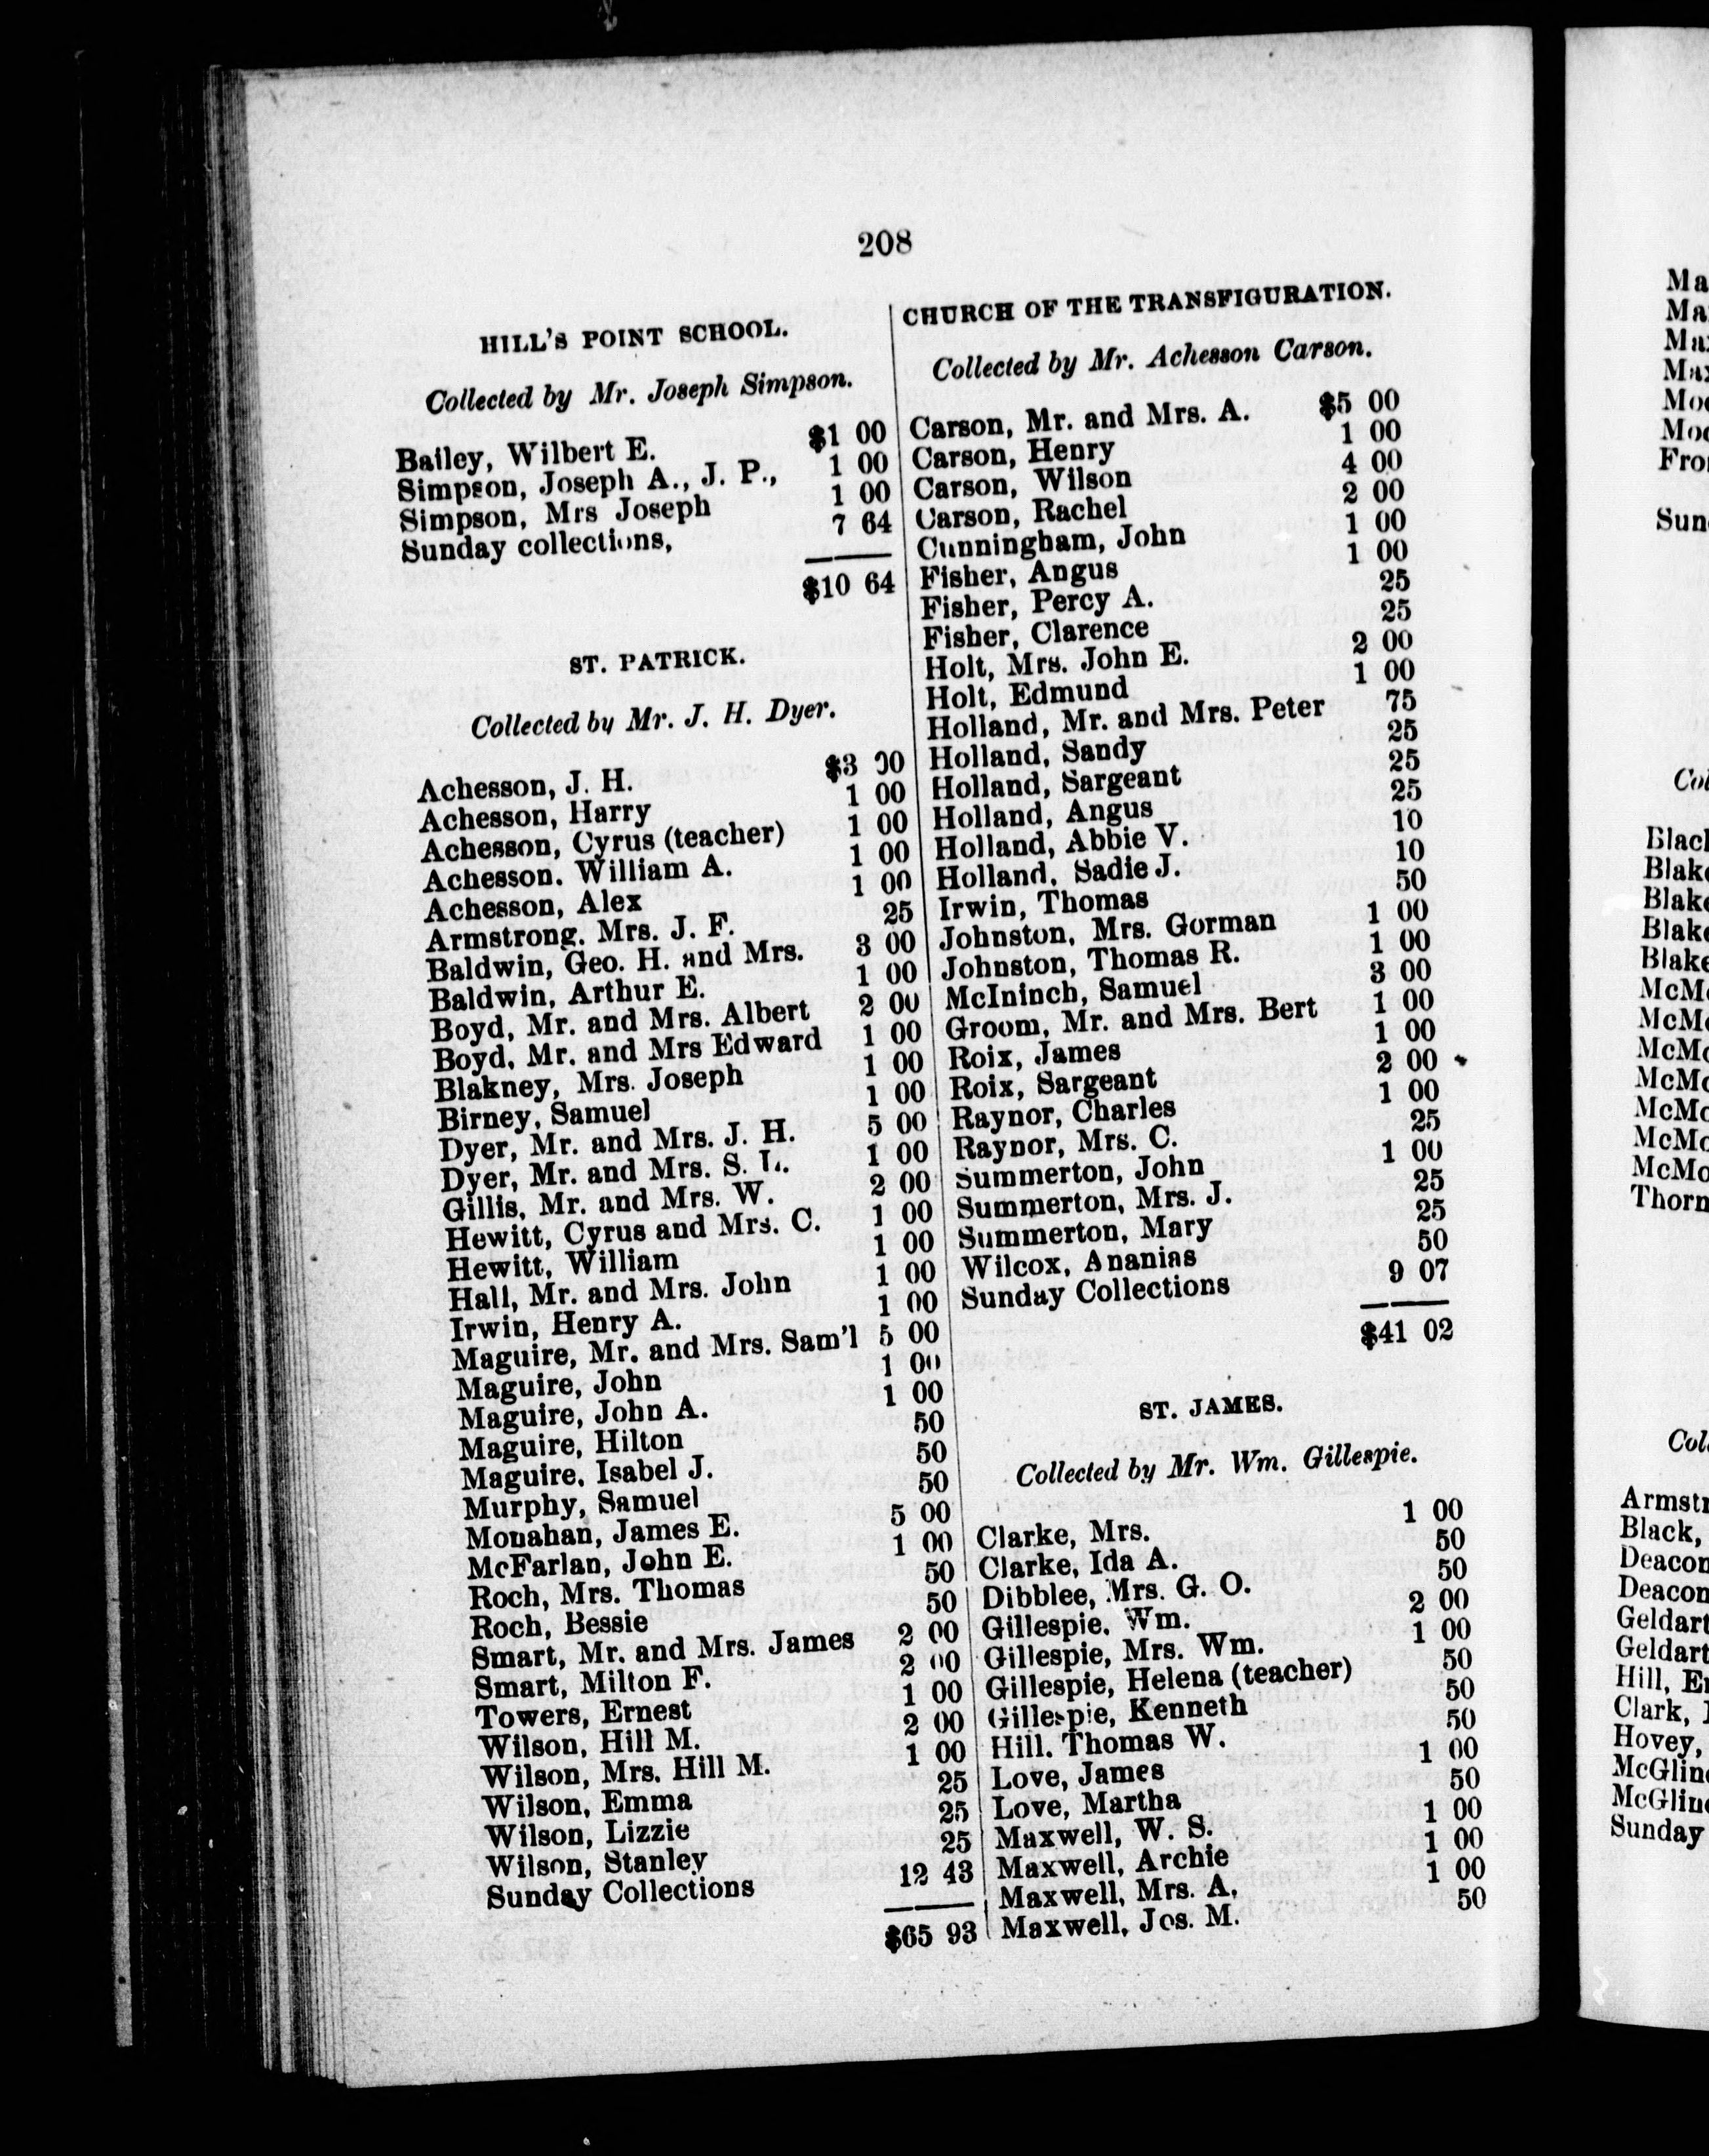 208
HILL'S POINT SCHOOL.
Collected by Mr. Joseph Simpson.
Bailey, Wilbert E. $1 00
Simpson, Joseph A., J. P., 1 00
Simpson, Mrs Joseph 1 00
Sunday collections, 7 64
$10 64
ST. PATRICK.
Collected by Mr. J. H. Dyer.
Achesson, J. H. $3 00
Achesson, Harry 1 00
Achesson, Cyrus (teacher) 1 00
Achesson. William A. 1 00
Achesson, Alex 1 00
Armstrong. Mrs. J. F. 25
Baldwin, Geo. H. and Mrs. 3 00
Baldwin, Arthur E. 1 00
Boyd, Mr. and Mrs. Albert 2 00
Boyd, Mr. and Mrs Edward 1 00
Blakney, Mrs. Joseph 1 00
Birney, Samuel 1 00
Dyer, Mr. and Mrs. J. H. 5 00
Dyer, Mr. and Mrs. S. L. 1 00
Gillis, Mr. and Mrs. W. 2 00
Hewitt, Cyrus and Mrs. C. 1 00
Hewitt, William 1 00
Hall, Mr. and Mrs. John 1 00
Irwin, Henry A. 1 00
Maguire, Mr. and Mrs. Sam'l 5 00
Maguire, John 1 00
Maguire, John A. 1 00
Maguire, Hilton 50
Maguire, Isabel J. 50
Murphy, Samuel 50
Monahan, James E. 5 00
McFarlan, John E. 1 00
Roch, Mrs. Thomas 50
Roch, Bessie 50
Smart, Mr. and Mrs. James 2 00
Smart, Milton F. 2 00
Towers, Ernest 1 00
Wilson, Hill M. 2 00
Wilson, Mrs. Hill M. 1 00
Wilson, Emma 25
Wilson, Lizzie 25
Wilson, Stanley 25
Sunday Collections 12 43
$65 93
CHURCH OF THE TRANSFIGURATION.
Collected by Mr. Achesson Carson.
Carson, Mr. and Mrs. A. $5 00
Carson, Henry 1 00
Carson, Wilson 4 00
Carson, Rachel 2 00
Cunningham, John 1 00
Fisher, Angus 1 00
Fisher, Percy A. 25
Fisher, Clarence 25
Holt, Mrs. John E. 2 00
Holt, Edmund 1 00
Holland, Mr. and Mrs. Peter 75
Holland, Sandy 25
Holland, Sargeant 25
Holland, Angus 25
Holland, Abbie V. 10
Holland, Sadie J. 10
Irwin, Thomas 50
Johnston, Mrs. Gorman 1 00
Johnston, Thomas R. 1 00
McIninch, Samuel 3 00
Groom, Mr. and Mrs. Bert 1 00
Roix, James 1 00
Roix, Sargeant 2 00
Raynor, Charles 1 00
Raynor, Mrs. C. 25
Summerton, John 1 00
Summerton, Mrs. J. 25
Summerton, Mary 25
Wilcox, Ananias 50
Sunday Collections 9 07
$41 02
ST. JAMES.
Collected by Mr. Wm. Gillespie.
Clarke, Mrs. 1 00
Clarke, Ida A. 50
Dibblee, Mrs. G. O. 50
Gillespie, Wm. 2 00
Gillespie, Mrs. Wm. 1 00
Gillespie, Helena (teacher) 50
Gillespie, Kenneth 50
Hill. Thomas W. 50
Love, James 1 00
Love, Martha 50
Maxwell, W. S. 1 00
Maxwell, Archie 1 00
Maxwell, Mrs. A, 1 00
Maxwell, Jos. M. 50
Sun
Thorn
Armst
Black,
Deacon
Deacon
Geldart
Geldart
Hill,
Clark,
Hovey,
McGlin
McGlin
Sunday